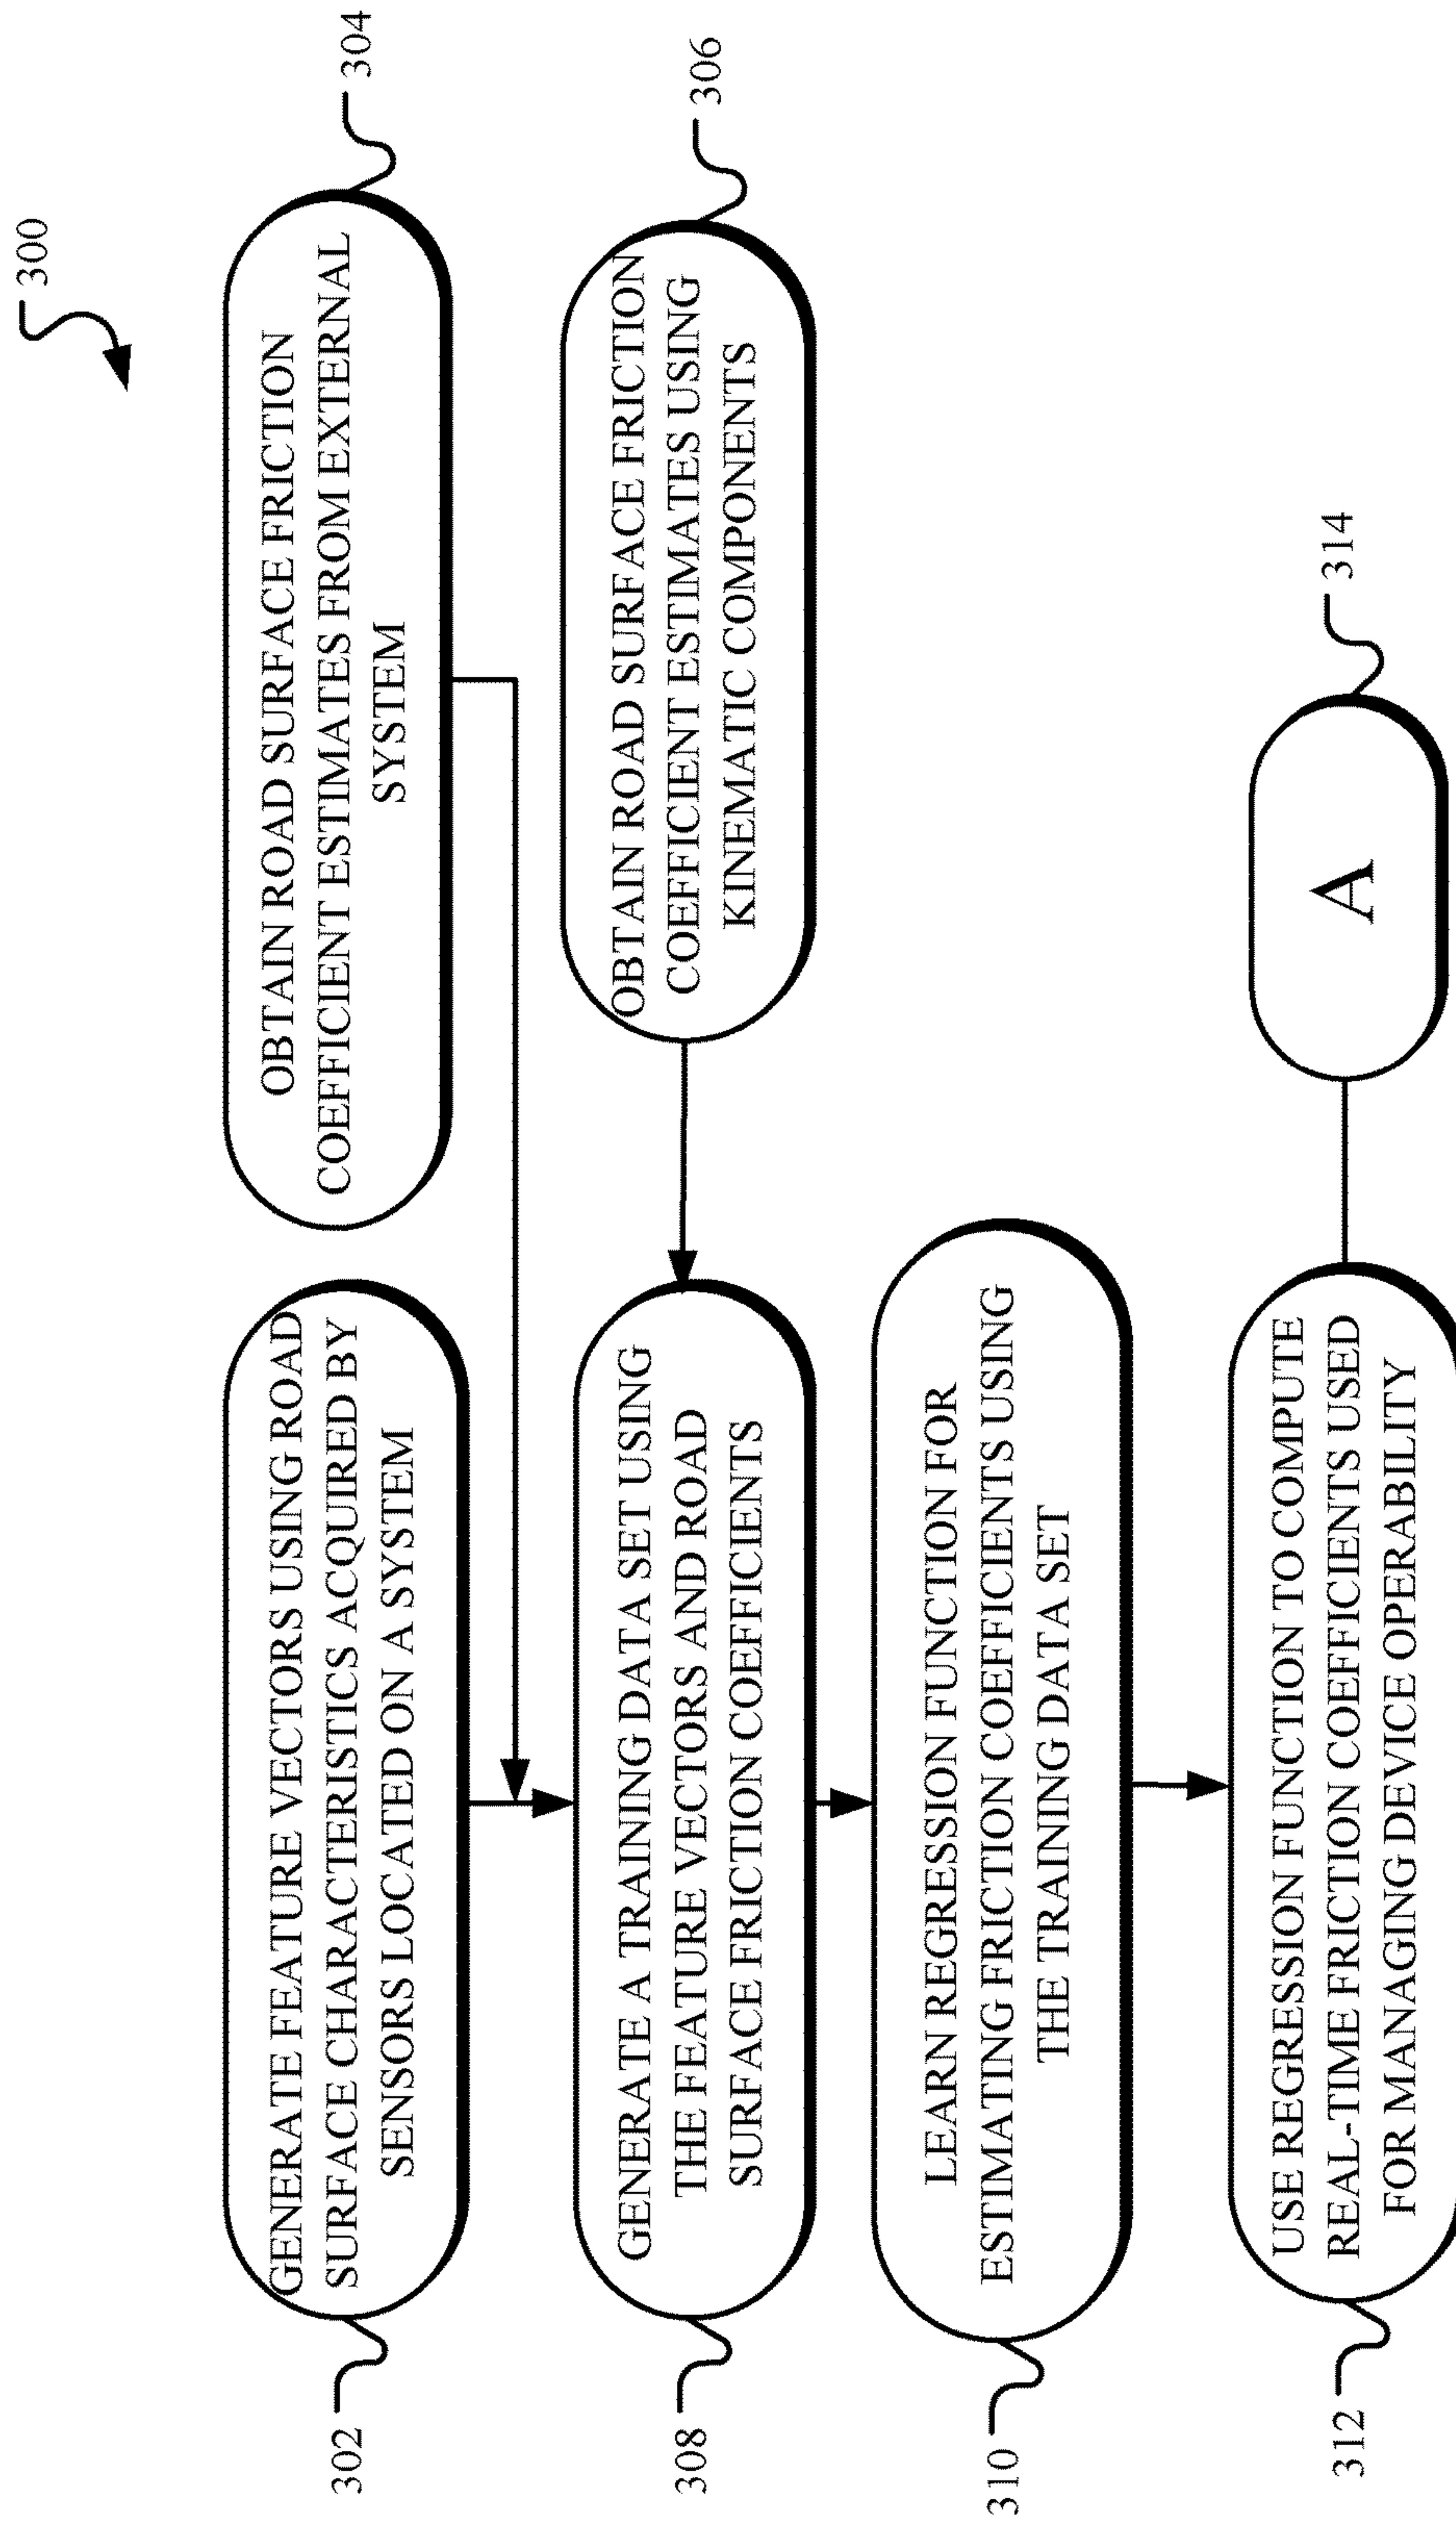 300
302
GENERATE FEATURE VECTORS USING ROAD
SURFACE CHARACTERISTICS ACQUIRED BY
SENSORS LOCATED ON A SYSTEM
304
OBTAIN ROAD SURFACE FRICTION
COEFFICIENT ESTIMATES FROM EXTERNAL
SYSTEM
308
GENERATE A TRAINING DATA SET USING
THE FEATURE VECTORS AND ROAD
SURFACE FRICTION COEFFICIENTS
306
OBTAIN ROAD SURFACE FRICTION
COEFFICIENT ESTIMATES USING
KINEMATIC COMPONENTS
310
LEARN REGRESSION FUNCTION FOR
ESTIMATING FRICTION COEFFICIENTS USING
THE TRAINING DATA SET
312
USE REGRESSION FUNCTION TO COMPUTE
REAL-TIME FRICTION COEFFICIENTS USED
FOR MANAGING DEVICE OPERABILITY
314
A